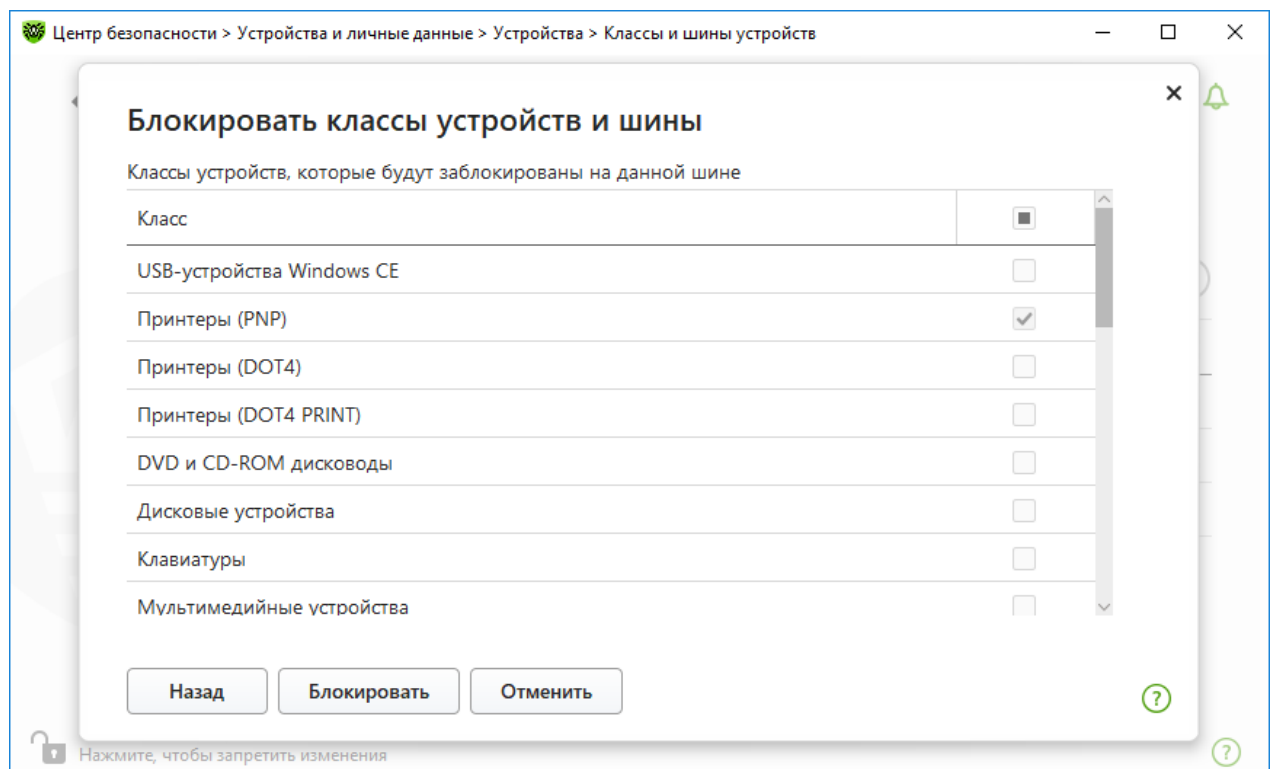 Центр безопасности > Устройства и личные данные > Устройства > Классы и шины устройств
Блокировать классы устройств и шины
Классы устройств, которые будут заблокированы на данной шине
Класс
USB-устройства Windows CE
Принтеры (PNP)
Принтеры (DOT4)
Принтеры (DOT4 PRINT)
DVD и CD-ROM дисководы
Дисковые устройства
Клавиатуры
Мультимедийные устройства
Назад Блокировать Отменить ?
Нажмите, чтобы запретить изменения ?